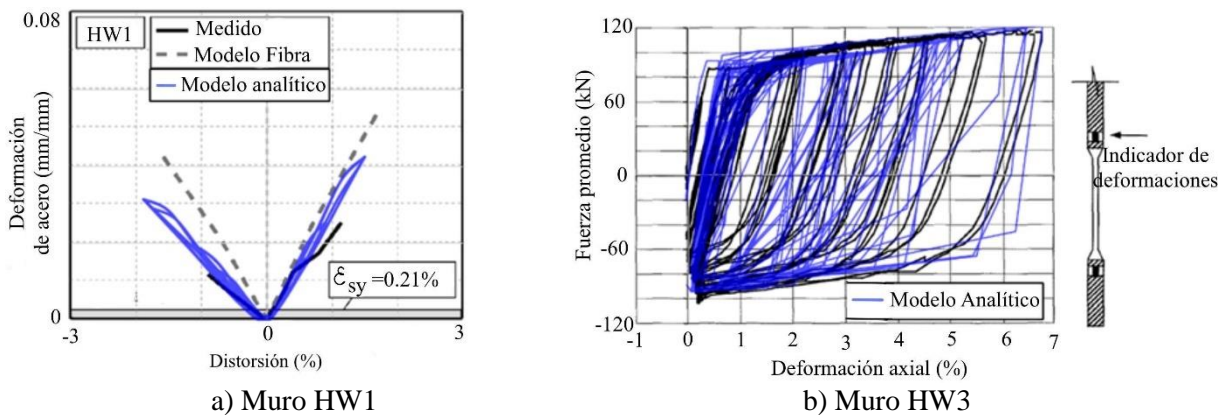 0.08
HW1
Medido
Modelo Fibra
Modelo analítico
Deformación
de acero (mm/mm)
Ɛsy =0.21%
0
-3
0
3
Distorsión (%)
a) Muro HW1
120
60
0
-60
-120
Fuerza promedio (kN)
Modelo Analítico
-1
0
1
2
3
4
5
6
7
Deformación axial (%)
Indicador de
deformaciones
b) Muro HW3